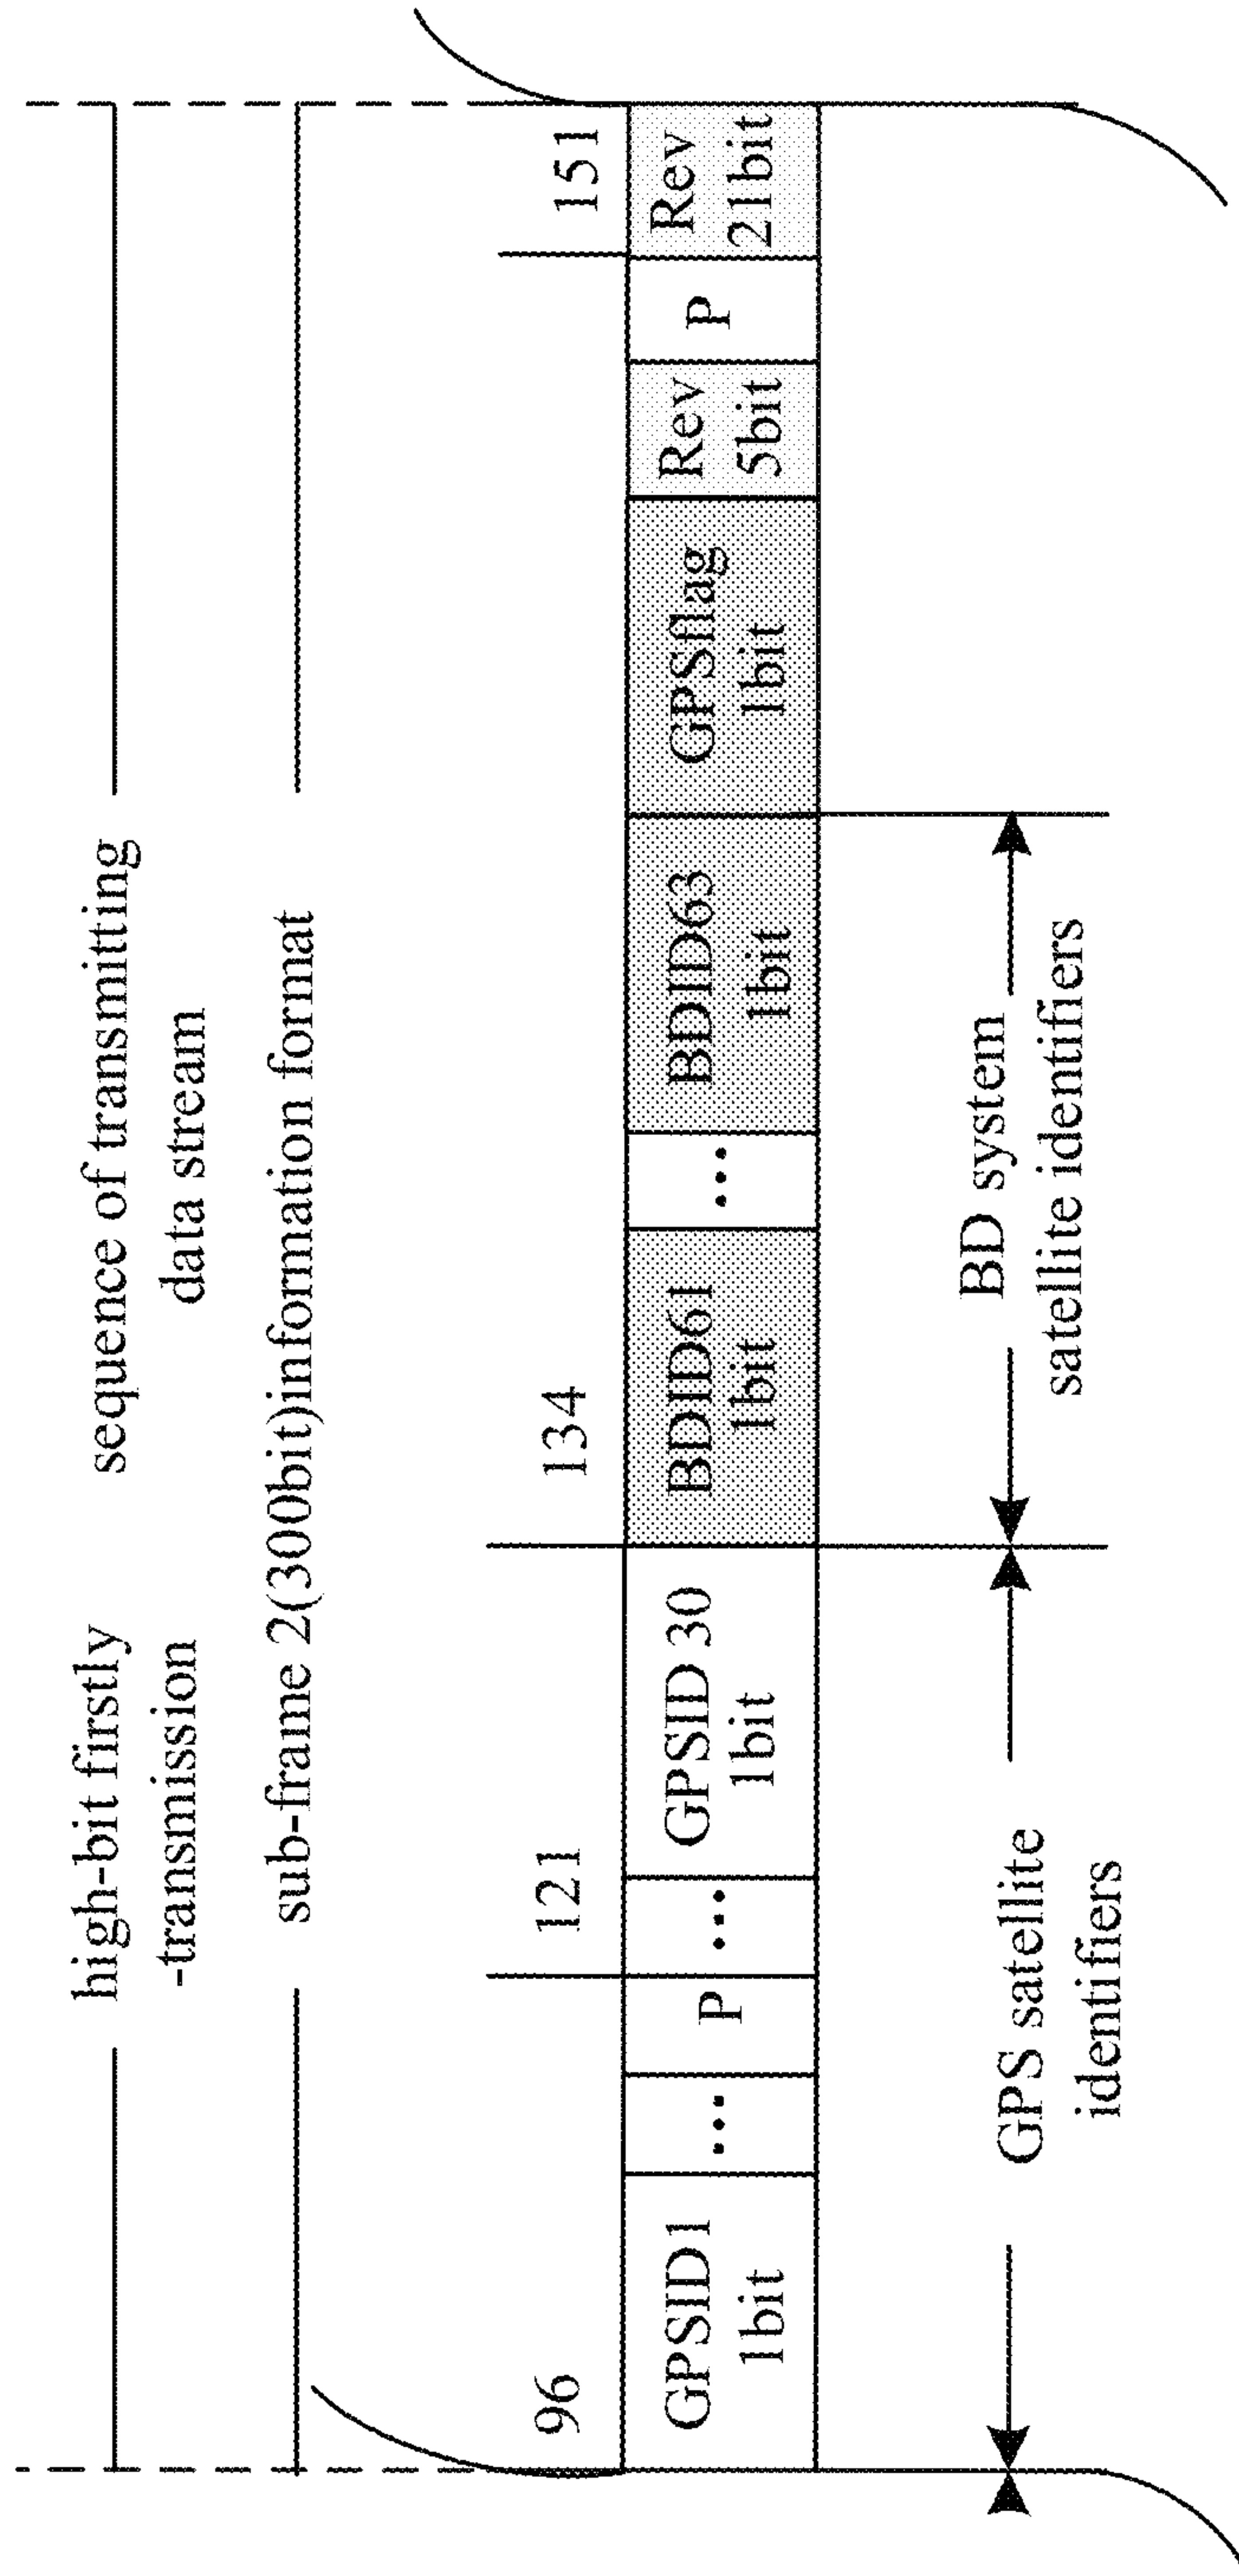 high-bit firstly
-transmission
sequence of transmitting
data stream
sub-frame 2(300bit)information format
96
121
134
151
GPSID1
1bit
...
P
...
GPSID 30
1bit
BDID61
1bit
...
BDID63
1bit
GPSflag
1bit
Rev
5bit
P
Rev
21bit
GPS satellite
identifiers
BD system
satellite identifiers